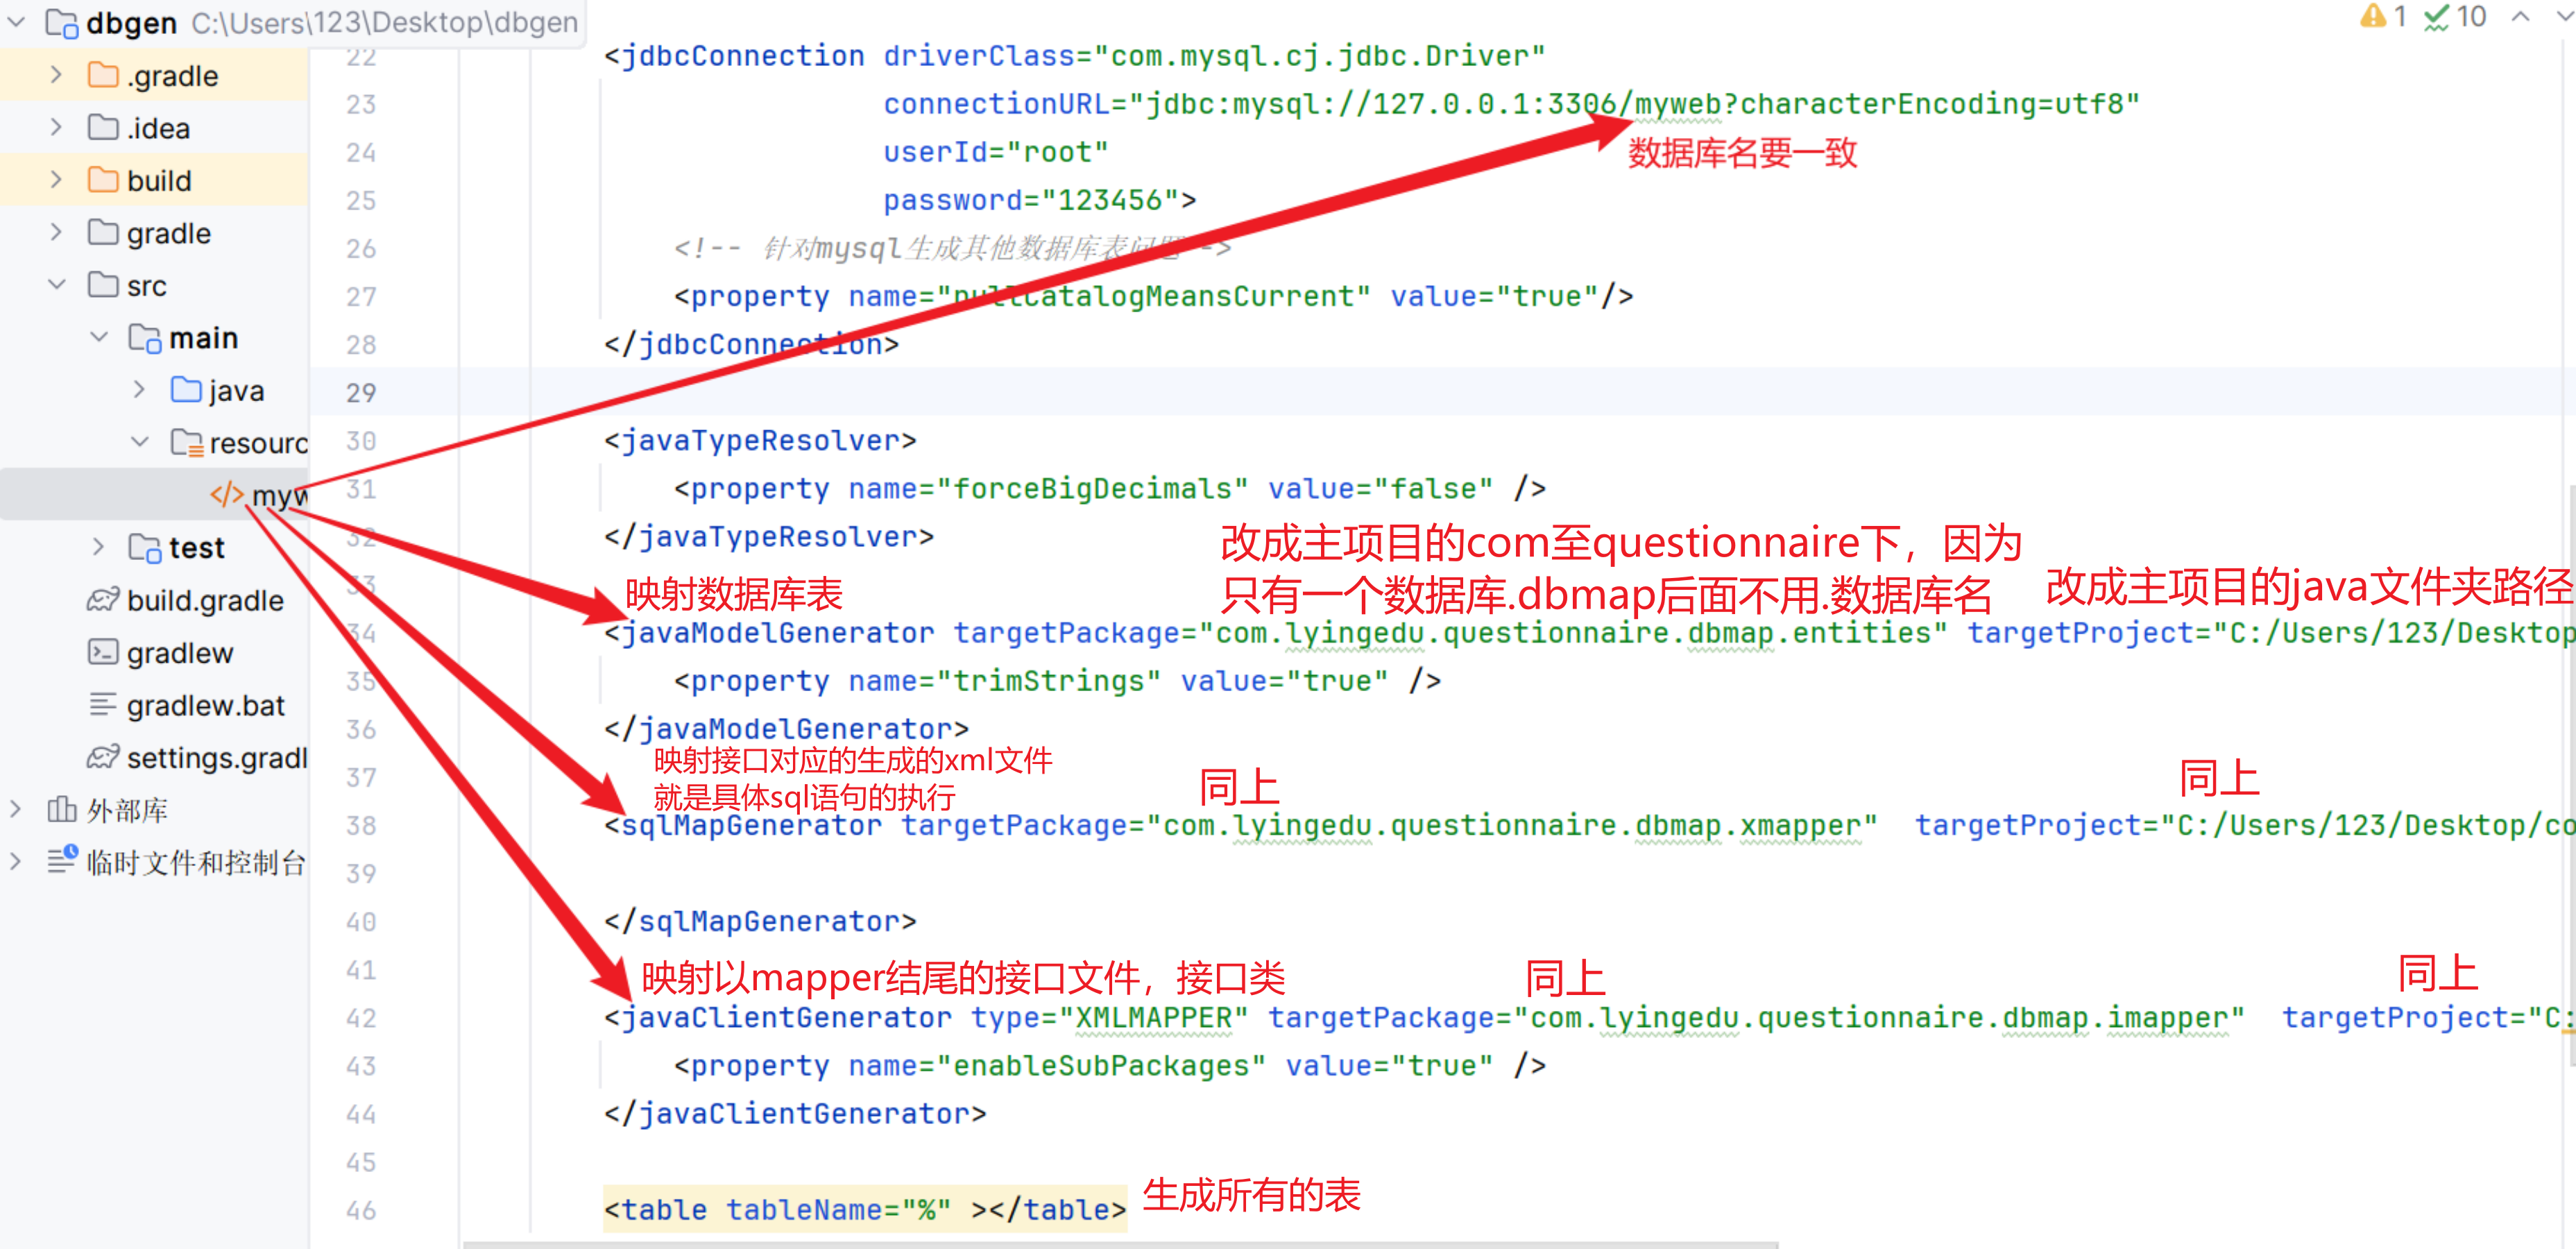 dbgen C:\Users\123\Desktop\dbgen
.gradle
.idea
build
gradle
src
main
java
resourc
myw
test
build.gradle
gradlew
gradlew.bat
settings.gradl
外部库
临时文件和控制台
1 10
22 <jdbcConnection driverClass="com.mysql.cj.jdbc.Driver"
23 connectionURL="jdbc:mysql://127.0.0.1:3306/myweb?characterEncoding=utf8"
数据库名要一致
24 userId="root"
25 password="123456">
26 <!-- 针对mysql生成其他数据库表问题-->
27 <property name="nullCatalogMeansCurrent" value="true"/>
28 </jdbcConnection>
29
30 <javaTypeResolver>
31 <property name="forceBigDecimals" value="false" />
32 </javaTypeResolver>
改成主项目的com至questionnaire下，因为
只有一个数据库.dbmap后面不用.数据库名
改成主项目的java文件夹路径
33
映射数据库表
34 <javaModelGenerator targetPackage="com.lyingedu.questionnaire.dbmap.entities" targetProject="C:/Users/123/Desktop
35 <property name="trimStrings" value="true" />
36 </javaModelGenerator>
映射接口对应的生成的xml文件
就是具体sql语句的执行
37
同上
同上
38 <sqlMapGenerator targetPackage="com.lyingedu.questionnaire.dbmap.xmapper" targetProject="C:/Users/123/Desktop/co
39
40 </sqlMapGenerator>
41
映射以mapper结尾的接口文件，接口类
同上
同上
42 <javaClientGenerator type="XMLMAPPER" targetPackage="com.lyingedu.questionnaire.dbmap.imapper" targetProject="C:
43 <property name="enableSubPackages" value="true" />
44 </javaClientGenerator>
45
46 <table tableName="%" ></table>
生成所有的表